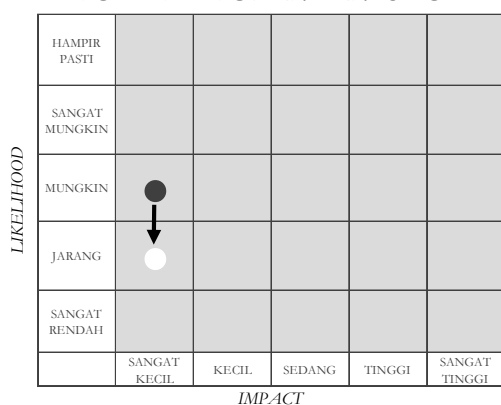 HAMPIR
PASTI
SANGAT
MUNGKIN
MUNGKIN
JARANG
SANGAT
RENDAH
LIKELIHOOD
SANGAT
KECIL
KECIL
SEDANG
TINGGI
SANGAT
TINGGI
IMPACT